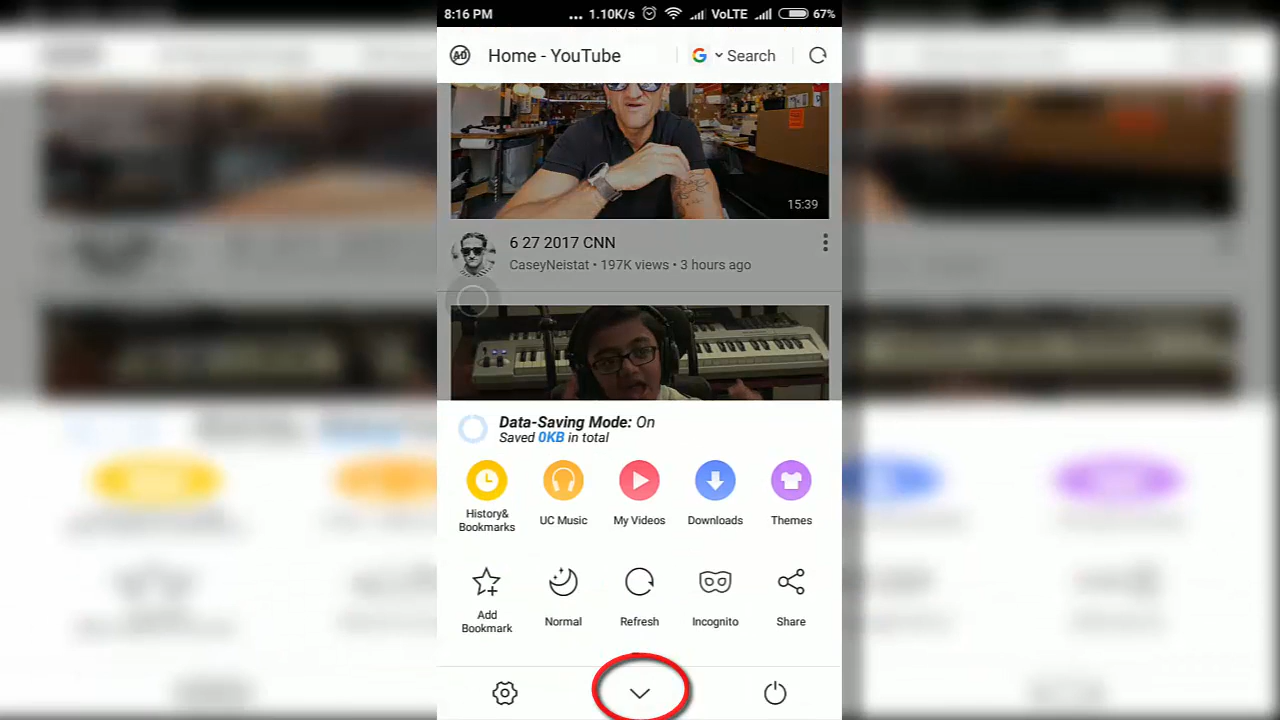 8:16 PM ... 1.10K/s VoLTE 67%
AD Home - YouTube Search
15:39
6 27 2017 CNN
CaseyNeistat • 197K views • 3 hours ago
Data-Saving Mode: On
Saved 0KB in total
History& Bookmarks
UC Music
My Videos
Downloads
Themes
Add Bookmark
Normal
Refresh
Incognito
Share